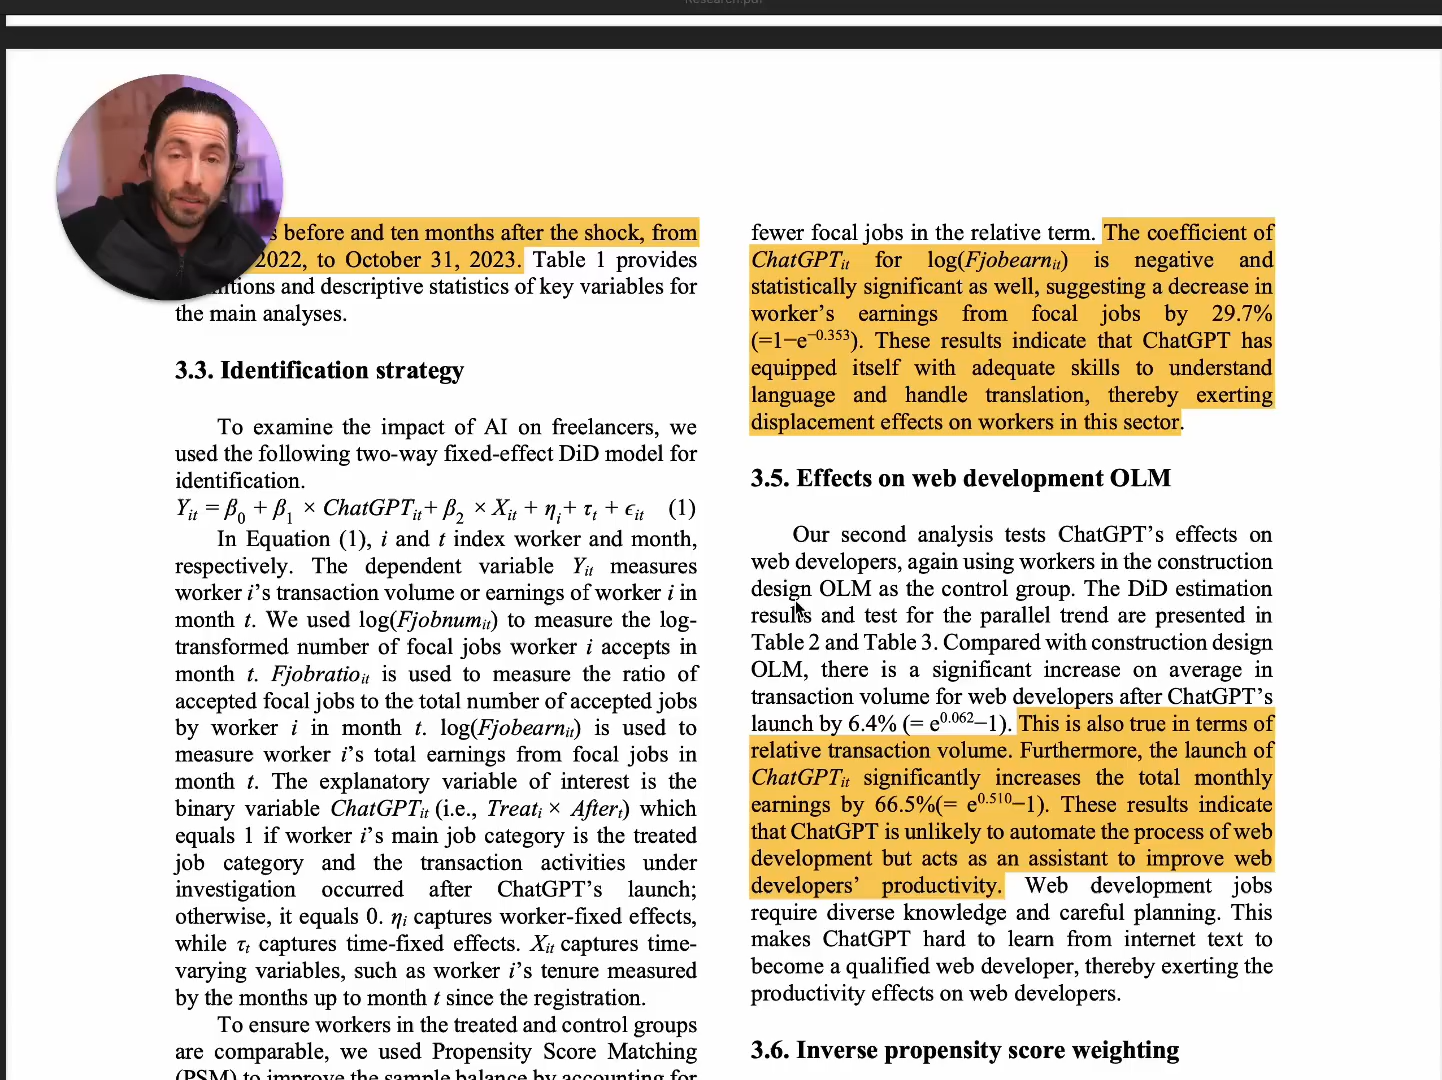 Research.pdf
s before and ten months after the shock, from
2022, to October 31, 2023. Table 1 provides
itions and descriptive statistics of key variables for
the main analyses.
3.3. Identification strategy
To examine the impact of AI on freelancers, we
used the following two-way fixed-effect DiD model for
identification.
Yit = β0 + β1 × ChatGPTit+ β2 × Xit + ηi+ τt + ϵit (1)
In Equation (1), i and t index worker and month,
respectively. The dependent variable Yit measures
worker i’s transaction volume or earnings of worker i in
month t. We used log(Fjobnumit) to measure the log-
transformed number of focal jobs worker i accepts in
month t. Fjobratioit is used to measure the ratio of
accepted focal jobs to the total number of accepted jobs
by worker i in month t. log(Fjobearnit) is used to
measure worker i’s total earnings from focal jobs in
month t. The explanatory variable of interest is the
binary variable ChatGPTit (i.e., Treati × Aftert) which
equals 1 if worker i’s main job category is the treated
job category and the transaction activities under
investigation occurred after ChatGPT’s launch;
otherwise, it equals 0. ηi captures worker-fixed effects,
while τt captures time-fixed effects. Xit captures time-
varying variables, such as worker i’s tenure measured
by the months up to month t since the registration.
To ensure workers in the treated and control groups
are comparable, we used Propensity Score Matching
(PSM) to improve the sample balance by accounting for
fewer focal jobs in the relative term. The coefficient of
ChatGPTit for log(Fjobearnit) is negative and
statistically significant as well, suggesting a decrease in
worker’s earnings from focal jobs by 29.7%
(=1−e−0.353). These results indicate that ChatGPT has
equipped itself with adequate skills to understand
language and handle translation, thereby exerting
displacement effects on workers in this sector.
3.5. Effects on web development OLM
Our second analysis tests ChatGPT’s effects on
web developers, again using workers in the construction
design OLM as the control group. The DiD estimation
results and test for the parallel trend are presented in
Table 2 and Table 3. Compared with construction design
OLM, there is a significant increase on average in
transaction volume for web developers after ChatGPT’s
launch by 6.4% (= e0.062−1). This is also true in terms of
relative transaction volume. Furthermore, the launch of
ChatGPTit significantly increases the total monthly
earnings by 66.5%(= e0.510−1). These results indicate
that ChatGPT is unlikely to automate the process of web
development but acts as an assistant to improve web
developers’ productivity. Web development jobs
require diverse knowledge and careful planning. This
makes ChatGPT hard to learn from internet text to
become a qualified web developer, thereby exerting the
productivity effects on web developers.
3.6. Inverse propensity score weighting